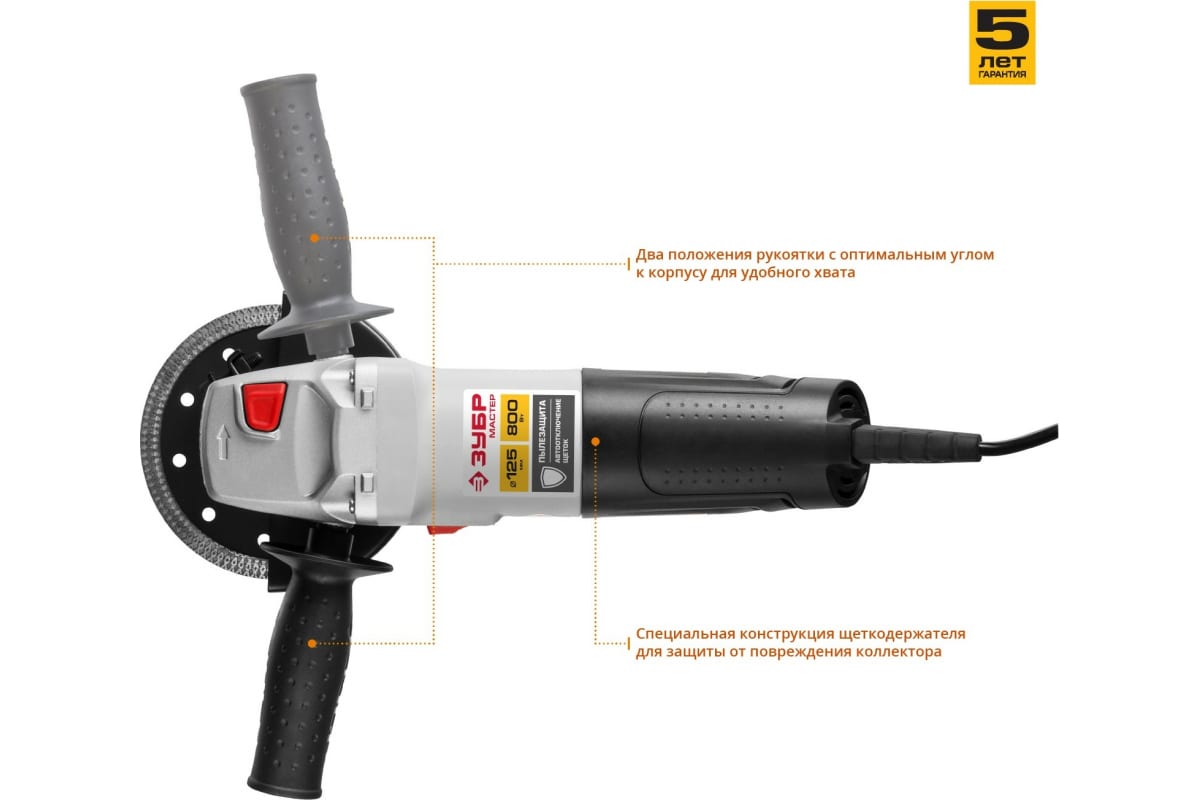 5
лет
ГАРАНТИЯ
Два положения рукоятки с оптимальным углом
к корпусу для удобного хвата
ЗУБР
МАСТЕР
⌀125 мм
800 Вт
ПЫЛЕЗАЩИТА
АВТООТКЛЮЧЕНИЕ
ЩЕТОК
Специальная конструкция щеткодержателя
для защиты от повреждения коллектора